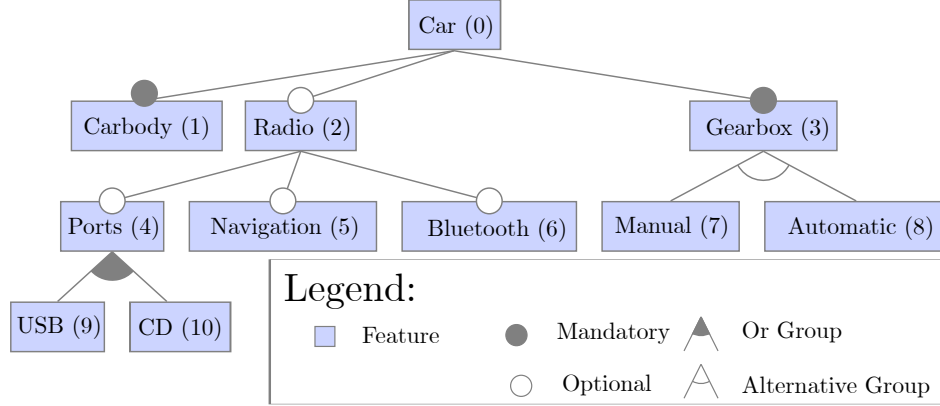 Car (0)
Carbody (1)
Radio (2)
Gearbox (3)
Ports (4)
Navigation (5)
Bluetooth (6)
Manual (7)
Automatic (8)
USB (9)
CD (10)
Legend:
Feature
Mandatory
Or Group
Optional
Alternative Group